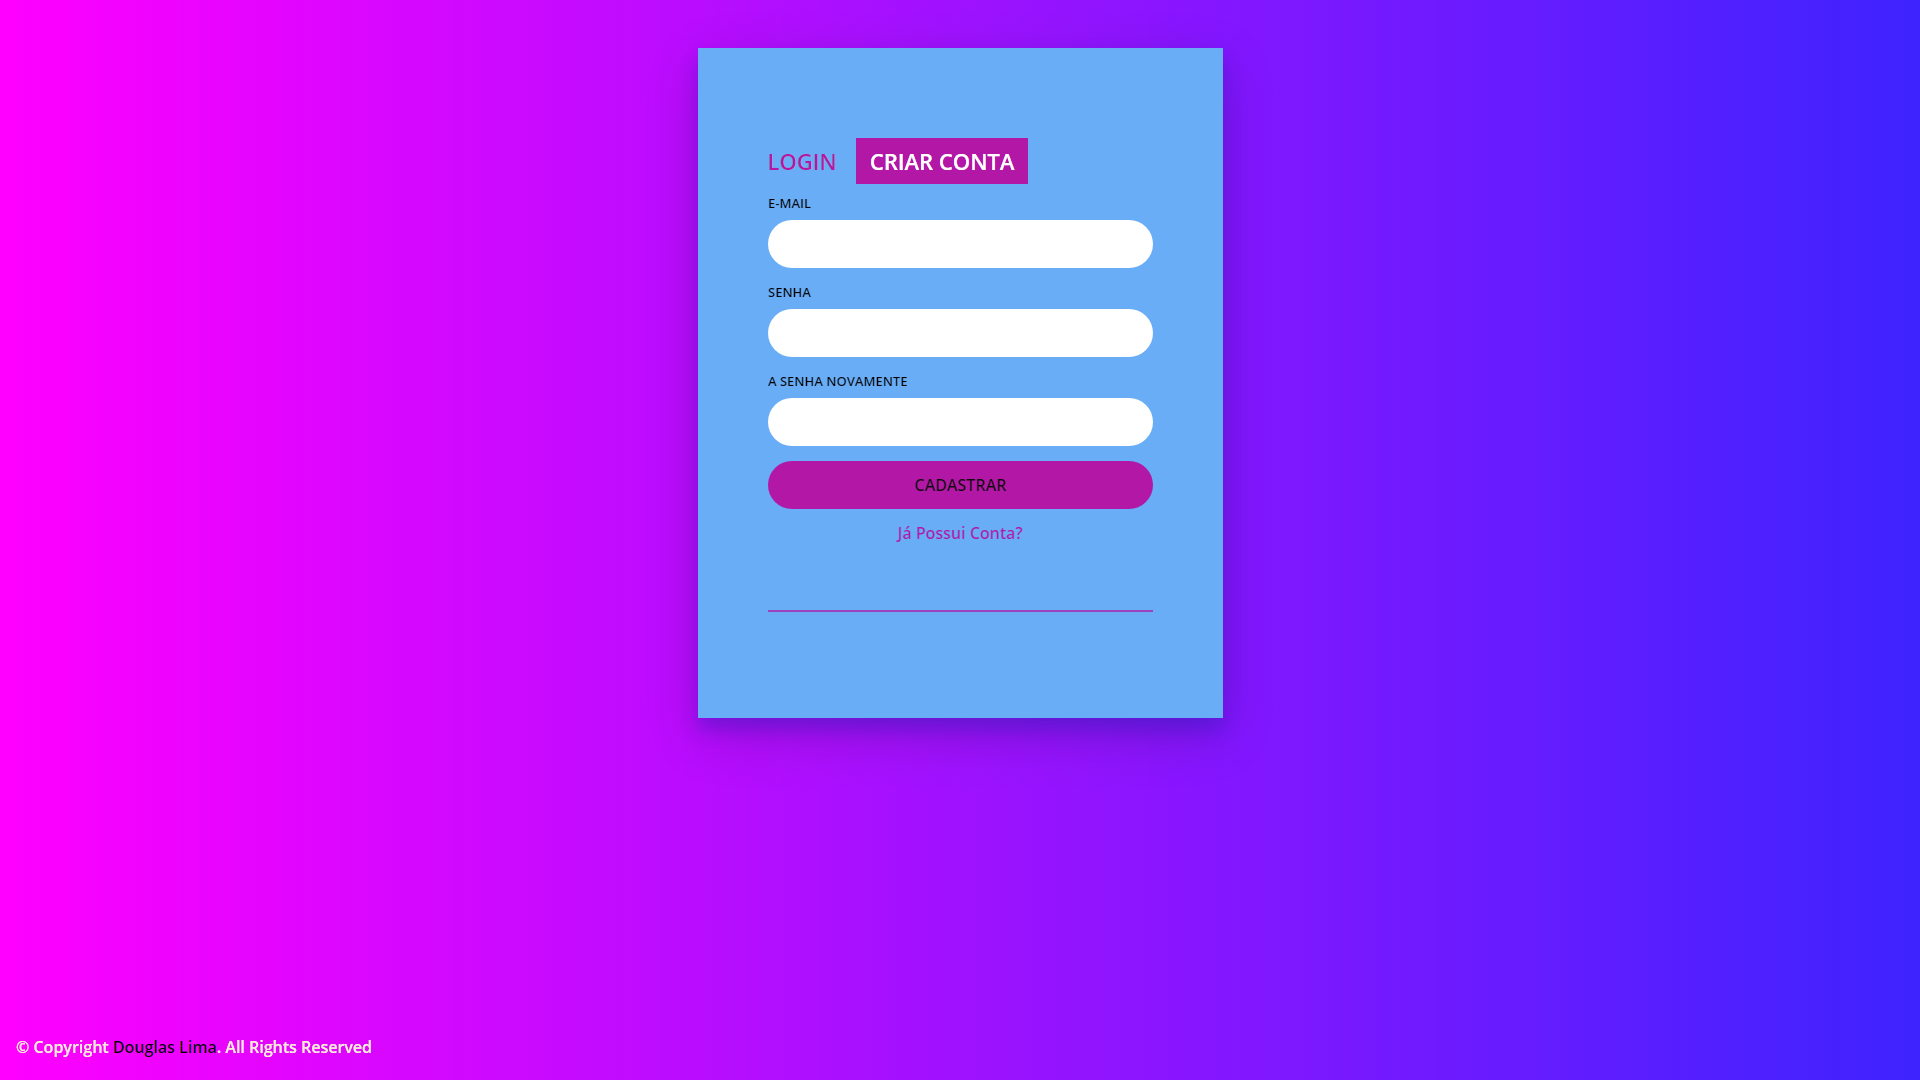 LOGIN CRIAR CONTA
E-MAIL
SENHA
A SENHA NOVAMENTE
CADASTRAR
Já Possui Conta?
© Copyright Douglas Lima. All Rights Reserved